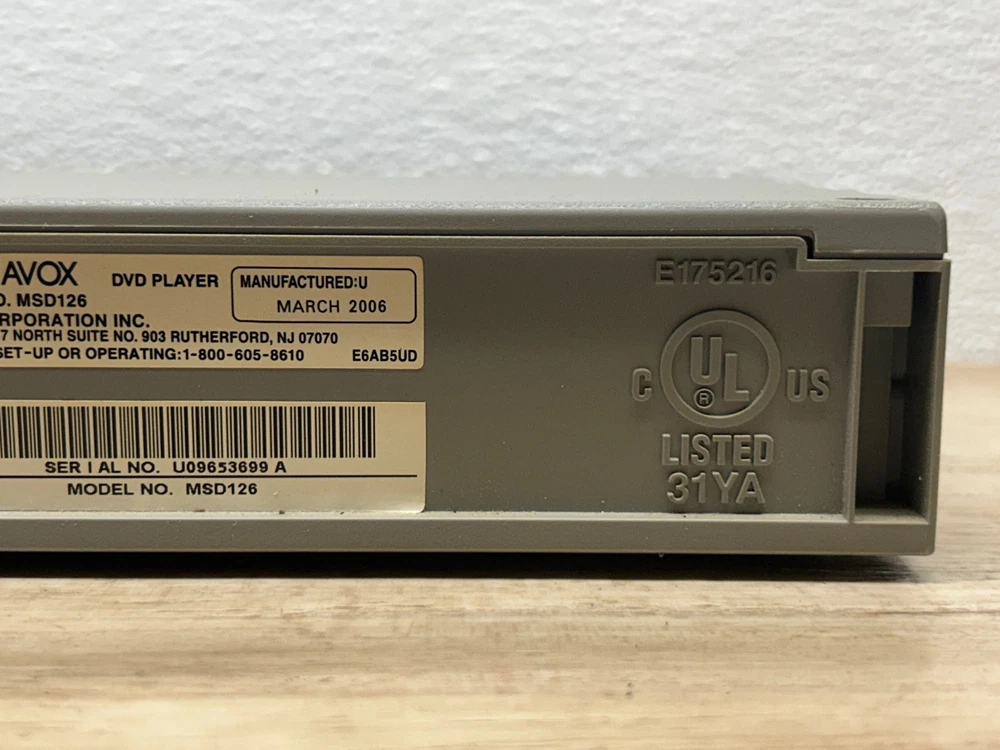 AVOX DVD PLAYER MANUFACTURED:U
MARCH 2006
O. MSD126
RPORATION INC.
7 NORTH SUITE NO. 903 RUTHERFORD, NJ 07070
SET-UP OR OPERATING:1-800-605-8610 E6AB5UD
SER I AL NO. U09653699 A
MODEL NO. MSD126
E175216
C UL ® US
LISTED
31YA